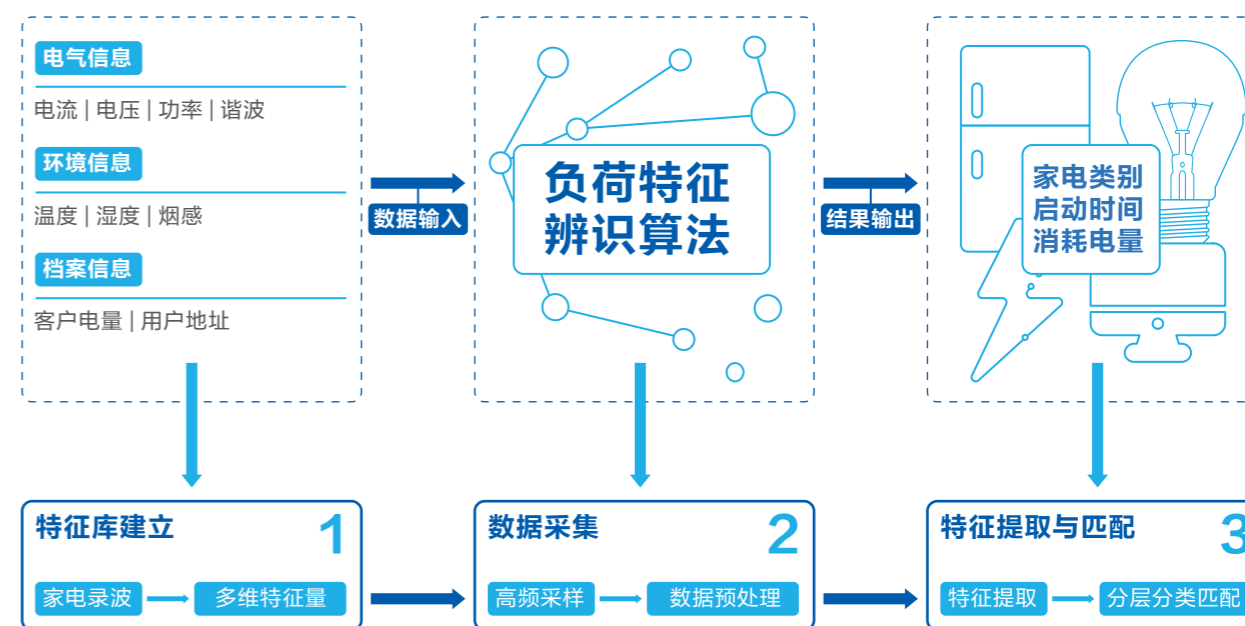 电气信息
电流 | 电压 | 功率 | 谐波
环境信息
温度 | 湿度 | 烟感
档案信息
客户电量 | 用户地址
数据输入
负荷特征
辨识算法
结果输出
家电类别
启动时间
消耗电量
特征库建立 1
家电录波 多维特征量
数据采集 2
高频采样 数据预处理
特征提取与匹配 3
特征提取 分层分类匹配